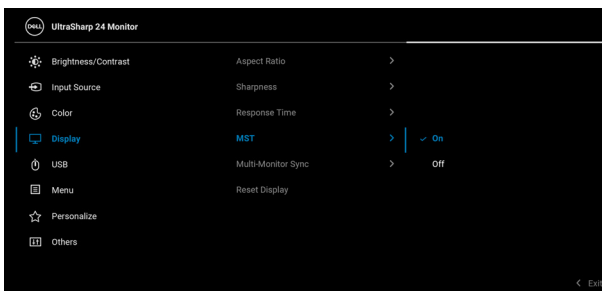 DELL UltraSharp 24 Monitor
Brightness/Contrast Aspect Ratio >
Input Source Sharpness >
Color Response Time >
Display MST > ✓ On
USB Multi-Monitor Sync > Off
Menu Reset Display
Personalize
Others
< Exit